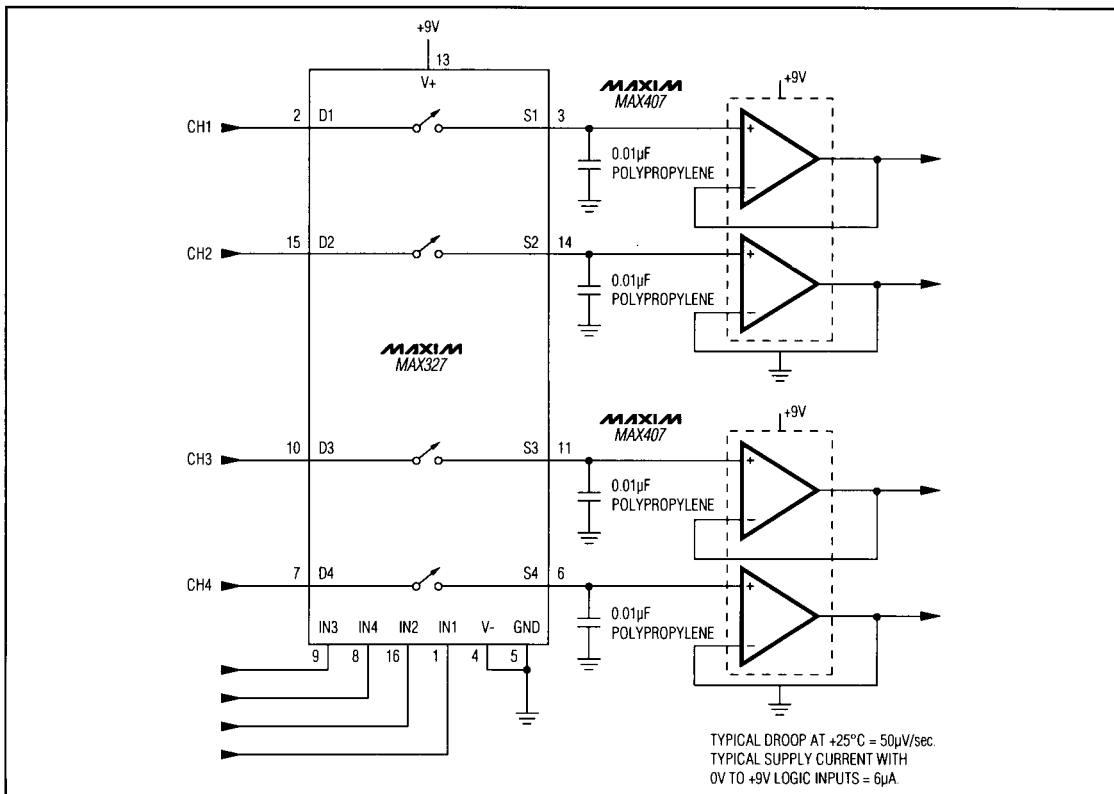 +9V
13
V+
MAXIM
MAX407
+9V
CH1
2
D1
S1
3
+
−
0.01µF
POLYPROPYLENE
CH2
15
D2
S2
14
+
−
0.01µF
POLYPROPYLENE
MAXIM
MAX327
MAXIM
MAX407
+9V
CH3
10
D3
S3
11
+
−
0.01µF
POLYPROPYLENE
CH4
7
D4
S4
6
+
−
0.01µF
POLYPROPYLENE
IN3 IN4 IN2 IN1 V- GND
9 8 16 1 4 5
TYPICAL DROOP AT +25°C = 50µV/sec.
TYPICAL SUPPLY CURRENT WITH
0V TO +9V LOGIC INPUTS = 6µA.